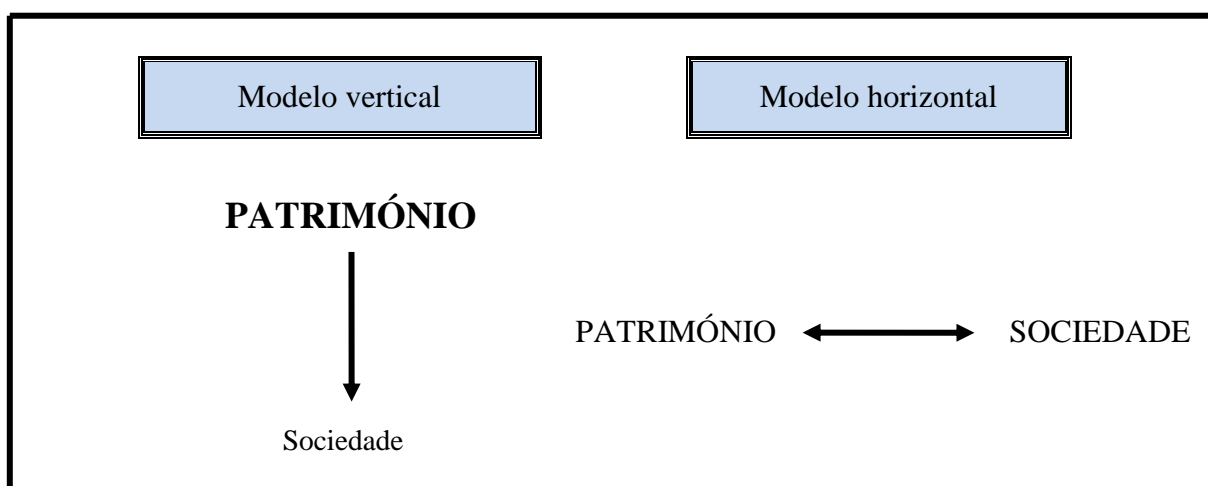 Modelo vertical
Modelo horizontal
PATRIMÓNIO
PATRIMÓNIO
SOCIEDADE
Sociedade